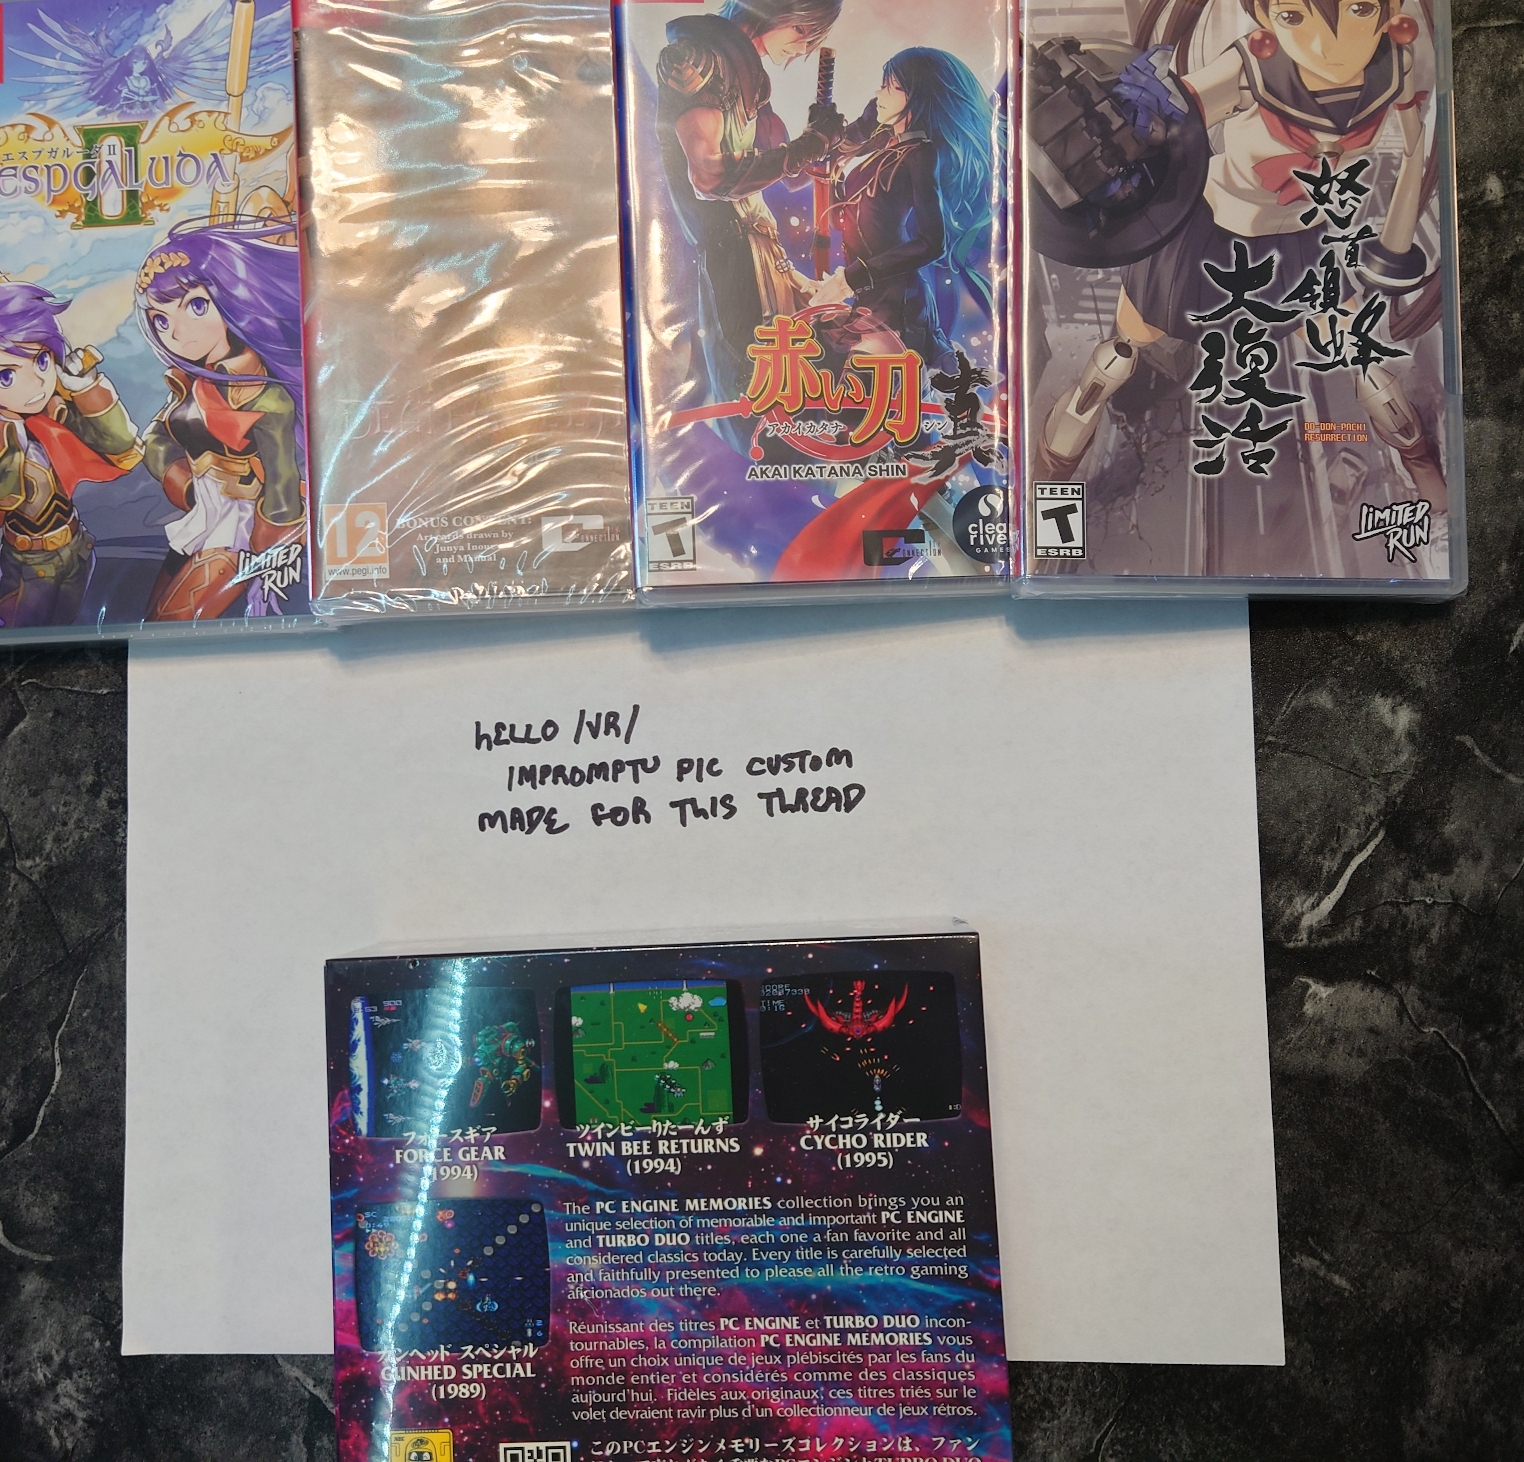 エスプガルーダII
espgaluda
II
LIMITED
RUN
12
www.pegi.info
BONUS CONTENT:
Art cards drawn by
Junya Inoue
and Manual
CONNECTION
赤い刀 真
アカイカタナ シン
AKAI KATANA SHIN
TEEN
T
ESRB
CONNECTION
clear
river
GAMES
怒首領蜂
大復活
DO-DON-PACHI
RESURRECTION
TEEN
T
ESRB
LIMITED
RUN
hELLO /VR/
IMPROMPTU PIC CUSTOM
MADE FOR ThIS ThREAD
フォースギア
FORCE GEAR
(1994)
ツインビーりたーんず
TWIN BEE RETURNS
(1994)
サイコライダー
CYCHO RIDER
(1995)
ガンヘッド スペシャル
GUNHED SPECIAL
(1989)
The PC ENGINE MEMORIES collection brings you an
unique selection of memorable and important PC ENGINE
and TURBO DUO titles, each one a fan favorite and all
considered classics today. Every title is carefully selected
and faithfully presented to please all the retro gaming
aficionados out there.
Réunissant des titres PC ENGINE et TURBO DUO incon-
tournables, la compilation PC ENGINE MEMORIES vous
offre un choix unique de jeux plébiscités par les fans du
monde entier et considérés comme des classiques
aujourd'hui. Fidèles aux originaux, ces titres triés sur le
volet devraient ravir plus d'un collectionneur de jeux rétros.
このPCエンジンメモリーズコレクションは、ファン